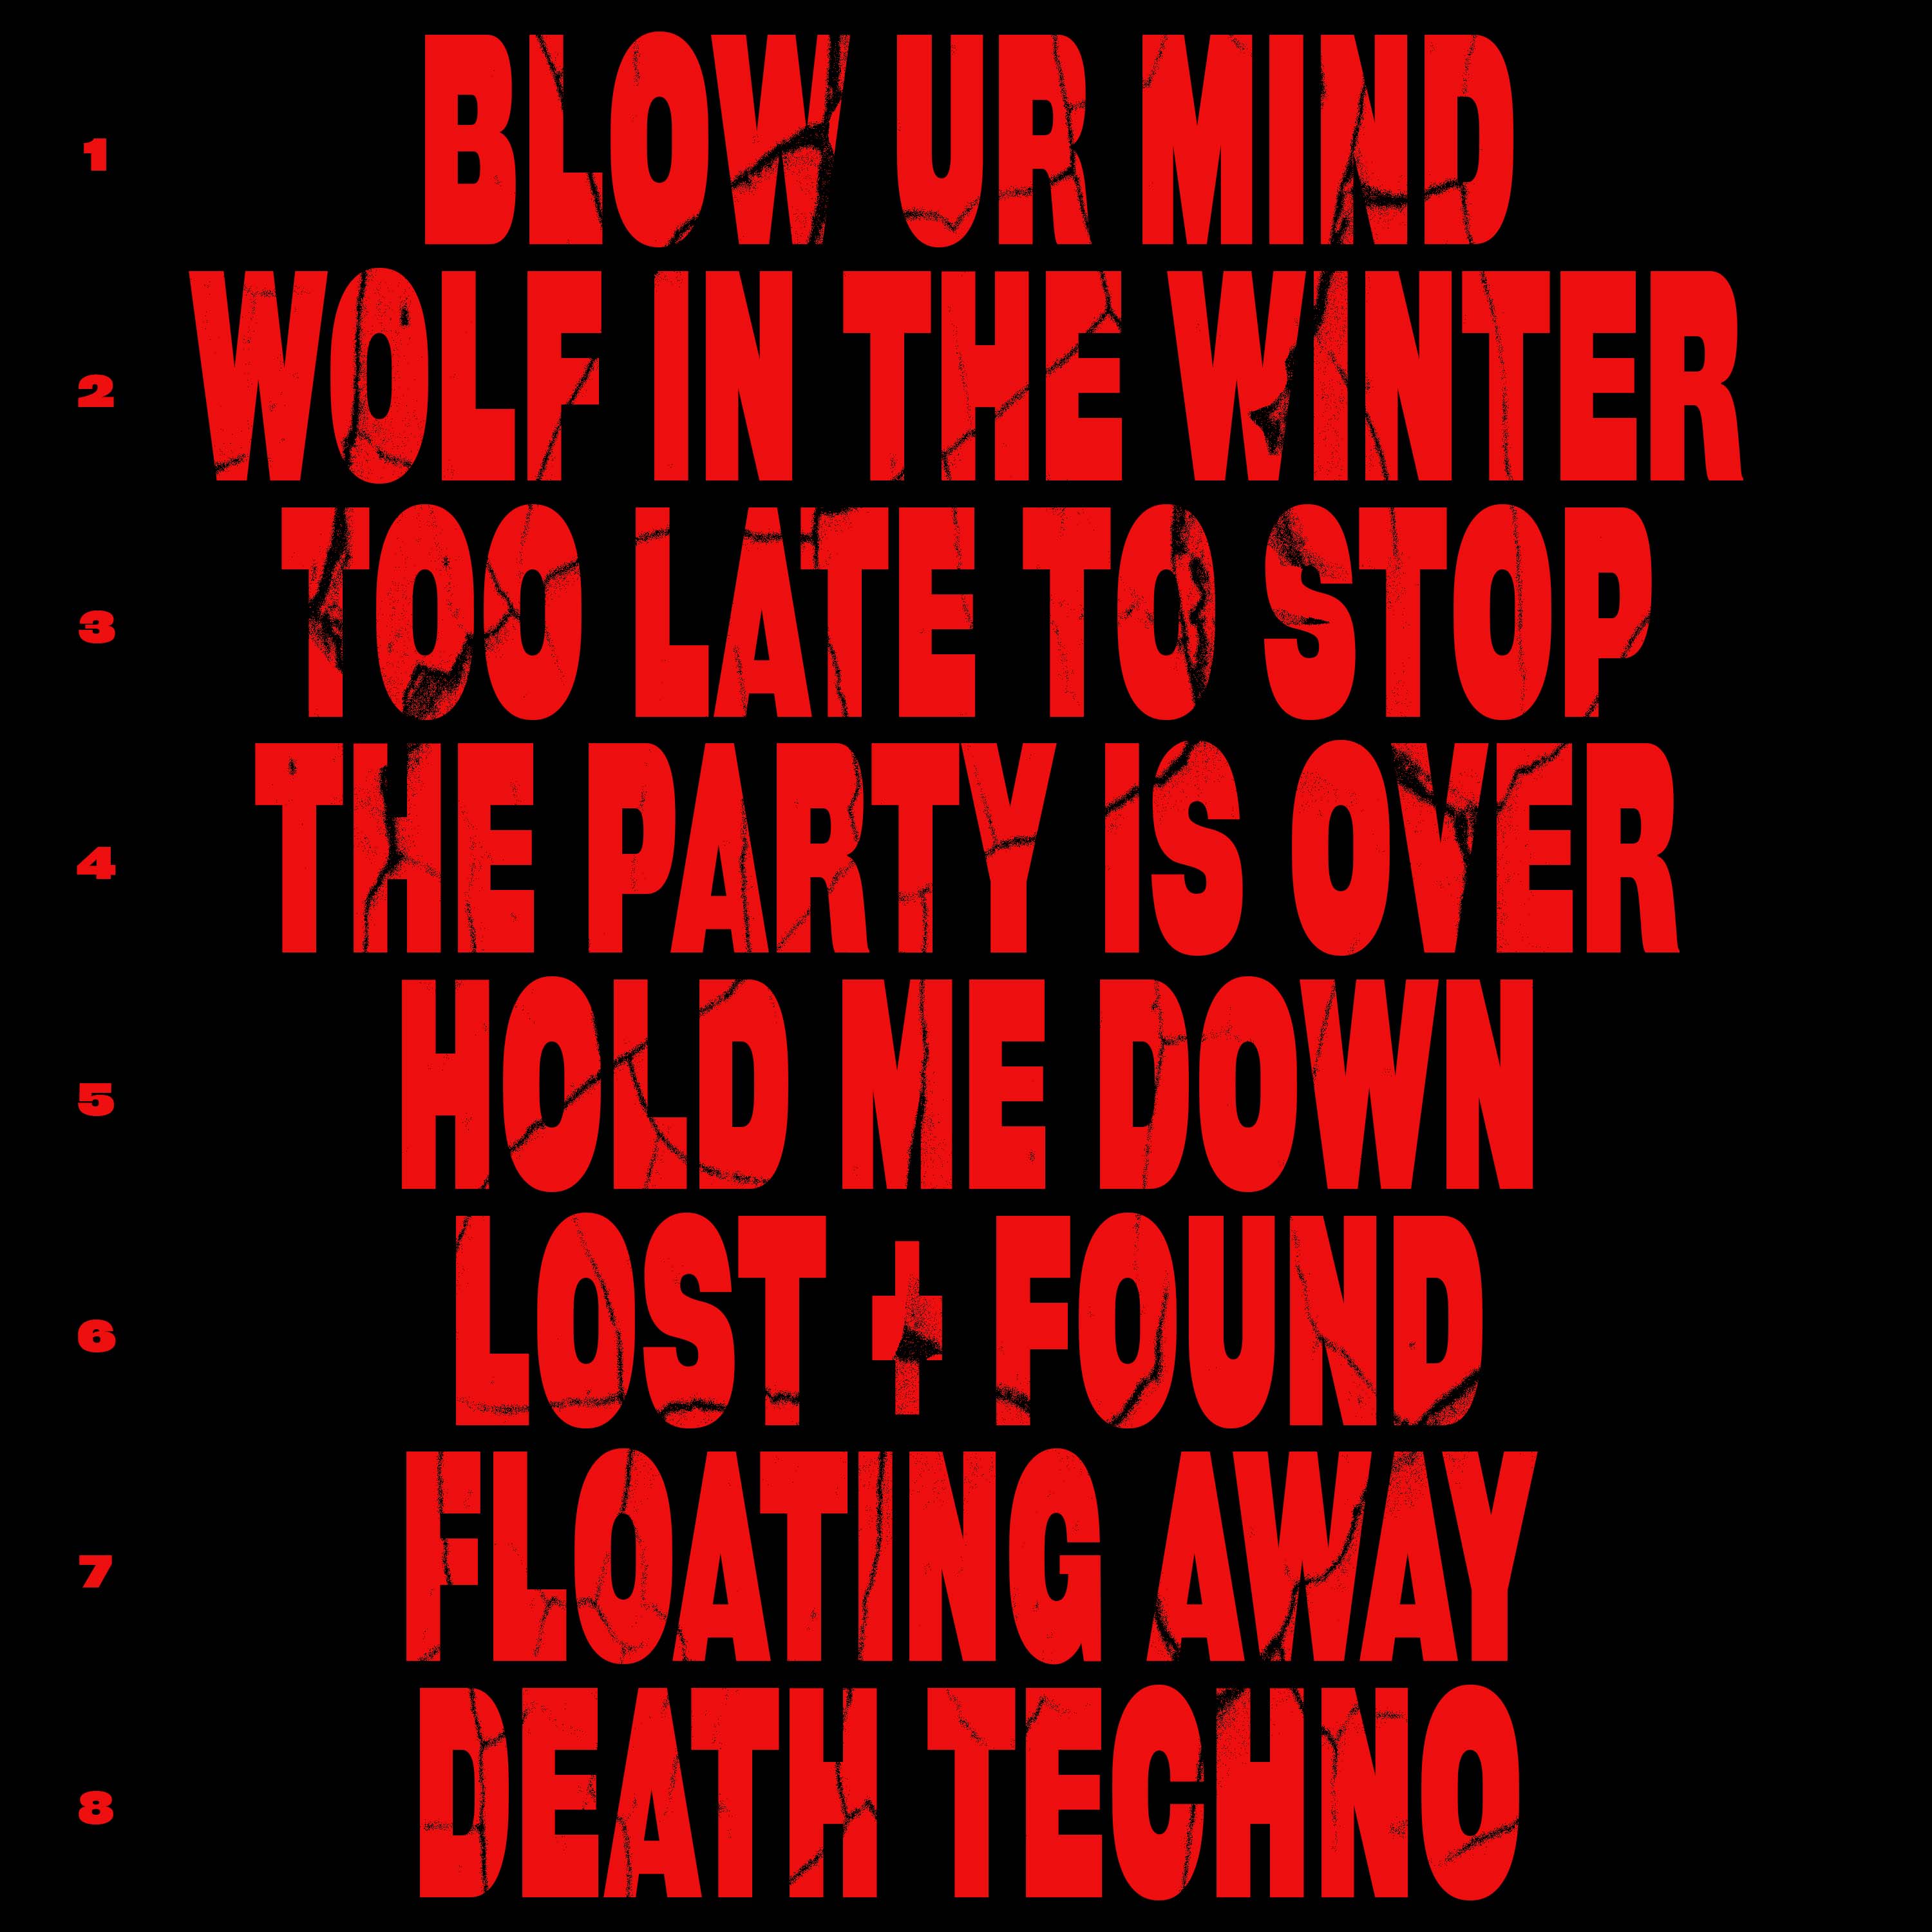 1 BLOW UR MIND
2 WOLF IN THE WINTER
3 TOO LATE TO STOP
4 THE PARTY IS OVER
5 HOLD ME DOWN
6 LOST + FOUND
7 FLOATING AWAY
8 DEATH TECHNO